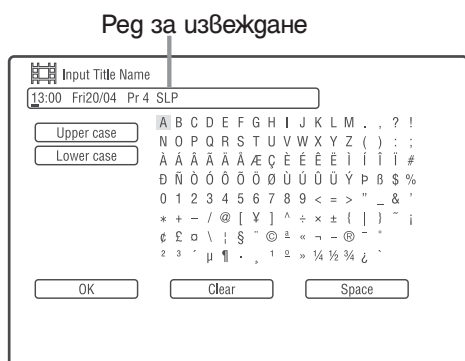 Ред за извеждане
Input Title Name
13:00 Fri20/04 Pr 4 SLP
Upper case
Lower case
A B C D E F G H I J K L M . , ? !
N O P Q R S T U V W X Y Z ( ) : ;
À Á Â Ã Ä Å Æ Ç È É Ê Ë Ì Í Î Ï #
Ð Ñ Ò Ó Ô Õ Ö Ø Ù Ú Û Ü Ý Þ ß $ %
0 1 2 3 4 5 6 7 8 9 < = > " _ & '
* + – / @ [ ¥ ] ^ ÷ × ± { | } ~ ¡
¢ £ ¤ \ ¦ § ¨ © ª « ¬ – ® ¯ °
² ³ ´ µ ¶ · ¸ ¹ º » ¼ ½ ¾ ¿ `
OK
Clear
Space